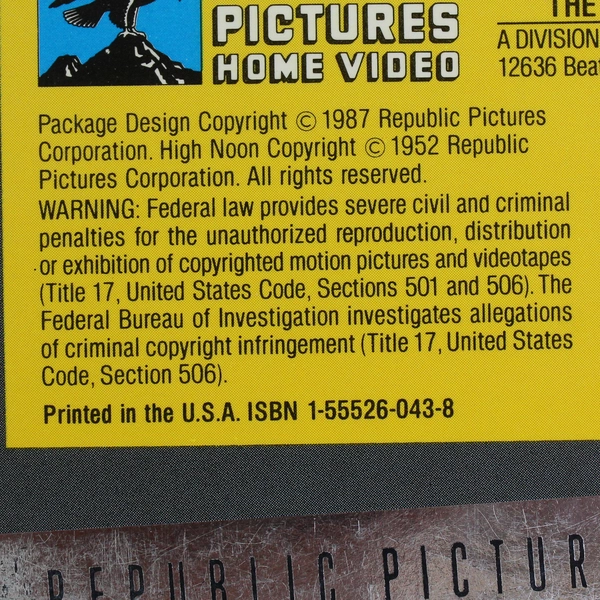 PICTURES
HOME VIDEO
THE
A DIVISION
12636
Package Design Copyright © 1987 Republic Pictures
Corporation. High Noon Copyright © 1952 Republic
Pictures Corporation. All rights reserved.
WARNING: Federal law provides severe civil and criminal
penalties for the unauthorized reproduction, distribution
or exhibition of copyrighted motion pictures and videotapes
(Title 17, United States Code, Sections 501 and 506). The
Federal Bureau of Investigation investigates allegations
of criminal copyright infringement (Title 17, United States
Code, Section 506).
Printed in the U.S.A. ISBN 1-55526-043-8
REPUBLIC PICTUR